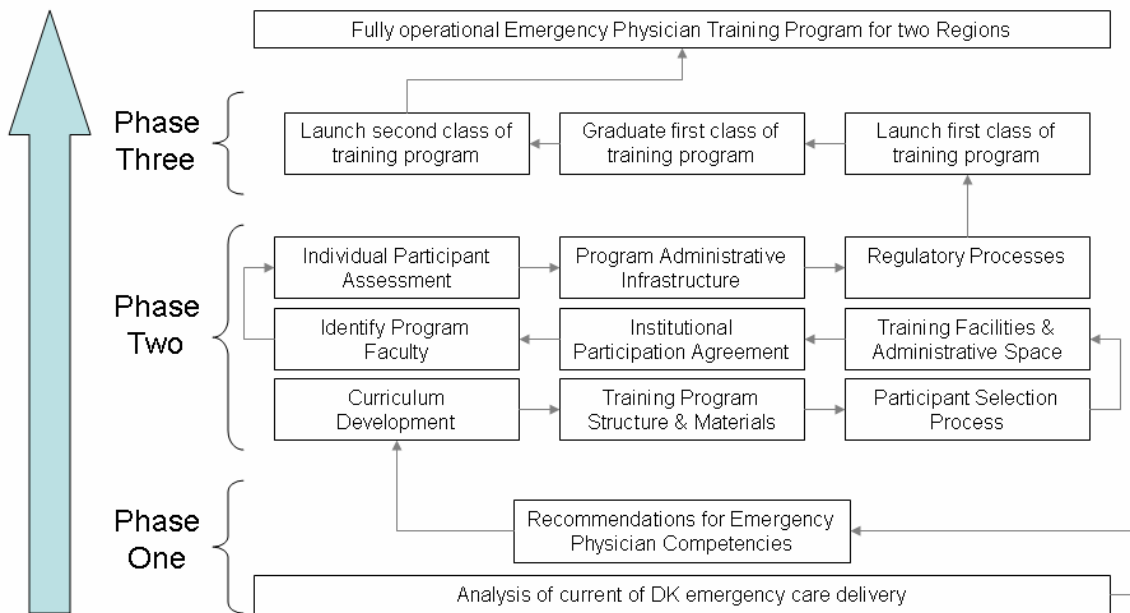 Fully operational Emergency Physician Training Program for two Regions
Phase
Three
Launch second class of
training program
Graduate first class of
training program
Launch first class of
training program
Phase
Two
Individual Participant
Assessment
Program Administrative
Infrastructure
Regulatory Processes
Identify Program
Faculty
Institutional
Participation Agreement
Training Facilities &
Administrative Space
Curriculum
Development
Training Program
Structure & Materials
Participant Selection
Process
Phase
One
Recommendations for Emergency
Physician Competencies
Analysis of current of DK emergency care delivery